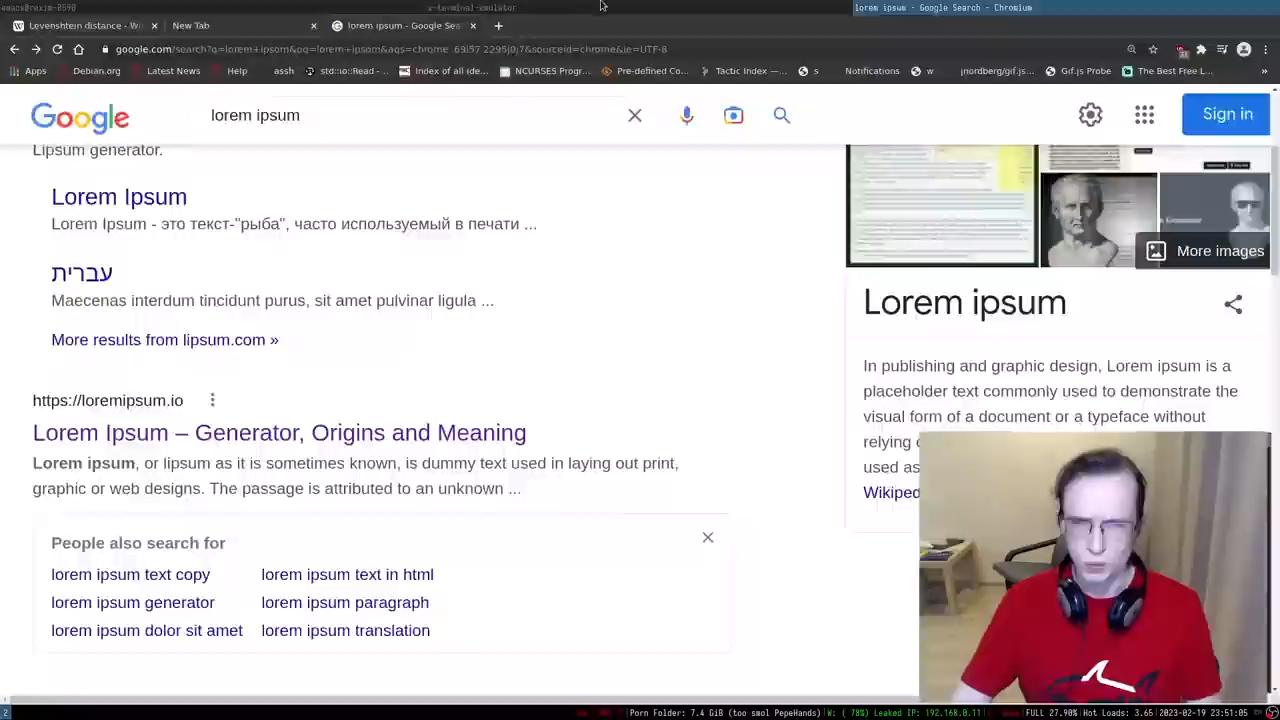 emacs@rexim-0590
x-terminal-emulator
lorem ipsum - Google Search - Chromium
Levenshtein distance - Wi
New Tab
lorem ipsum - Google Sea
google.com/search?q=lorem+ipsum&oq=lorem+ipsum&aqs=chrome..69i57.2295j0j7&sourceid=chrome&ie=UTF-8
Apps
Debian.org
Latest News
Help
assh
std::io::Read -...
Index of all ide...
NCURSES Progr...
Pre-defined Co...
Tactic Index —...
s
Notifications
w
jnordberg/gif.js...
Gif.js Probe
The Best Free L...
»
Google
lorem ipsum
Sign in
Lipsum generator.
Lorem Ipsum
Lorem Ipsum - это текст-"рыба", часто используемый в печати ...
עברית
Maecenas interdum tincidunt purus, sit amet pulvinar ligula ...
More results from lipsum.com »
https://loremipsum.io
Lorem Ipsum – Generator, Origins and Meaning
Lorem ipsum, or lipsum as it is sometimes known, is dummy text used in laying out print,
graphic or web designs. The passage is attributed to an unknown ...
People also search for
lorem ipsum text copy
lorem ipsum text in html
lorem ipsum generator
lorem ipsum paragraph
lorem ipsum dolor sit amet
lorem ipsum translation
More images
Lorem ipsum
In publishing and graphic design, Lorem ipsum is a
placeholder text commonly used to demonstrate the
visual form of a document or a typeface without
relying
used as
Wikiped
2
Porn Folder: 7.4 GiB (too smol PepeHands)|W: ( 78%) Leaked IP: 192.168.0.11|
FULL 27.90%|Hot Loads: 3.65|2023-02-19 23:51:05